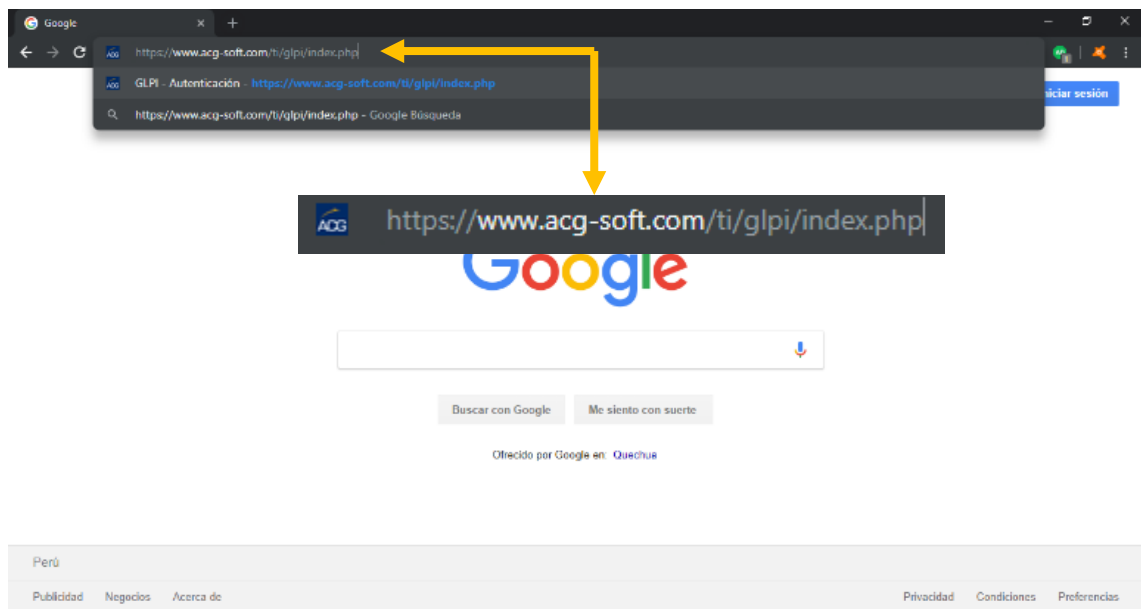 Google
https://www.acg-soft.com/ti/glpi/index.php
GLPI - Autenticación - https://www.acg-soft.com/ti/glpi/index.php
https://www.acg-soft.com/ti/glpi/index.php - Google Búsqueda
iciar sesión
ACG https://www.acg-soft.com/ti/glpi/index.php
Google
Buscar con Google Me siento con suerte
Ofrecido por Google en: Quechua
Perú
Publicidad Negocios Acerca de Privacidad Condiciones Preferencias